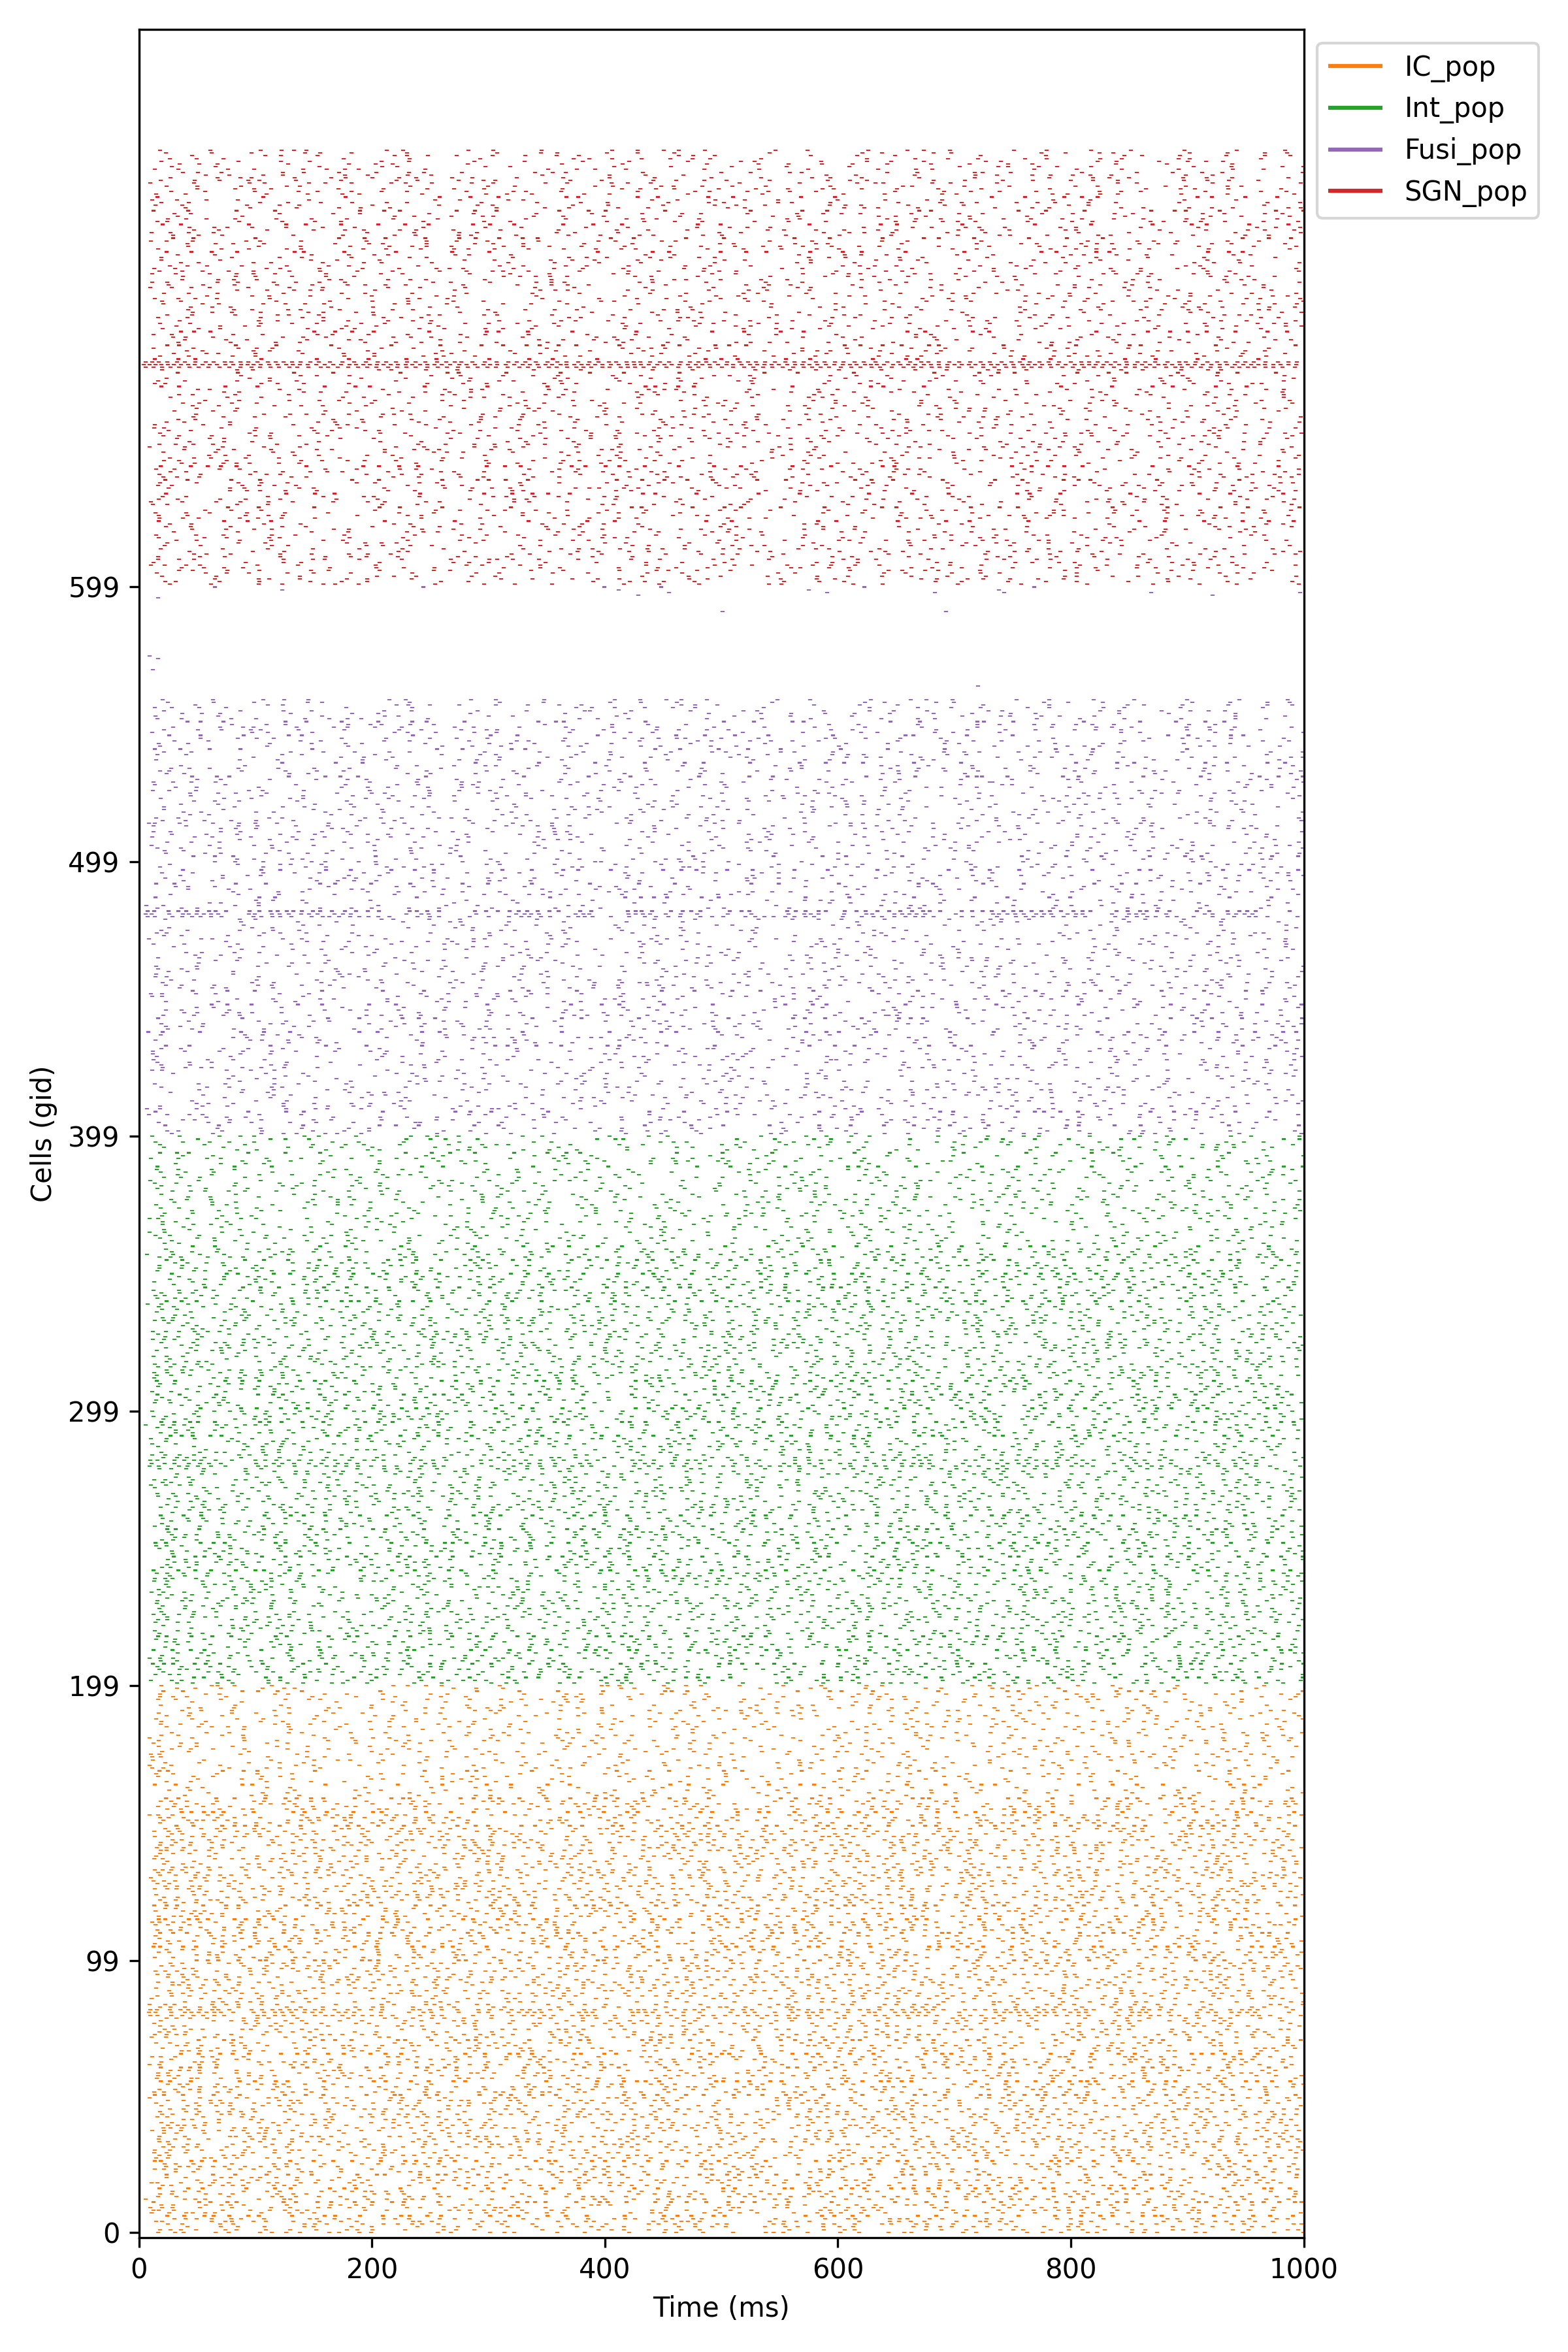 IC_pop
Int_pop
Fusi_pop
SGN_pop
599
499
399
299
199
99
0
Cells (gid)
0 200 400 600 800 1000
Time (ms)